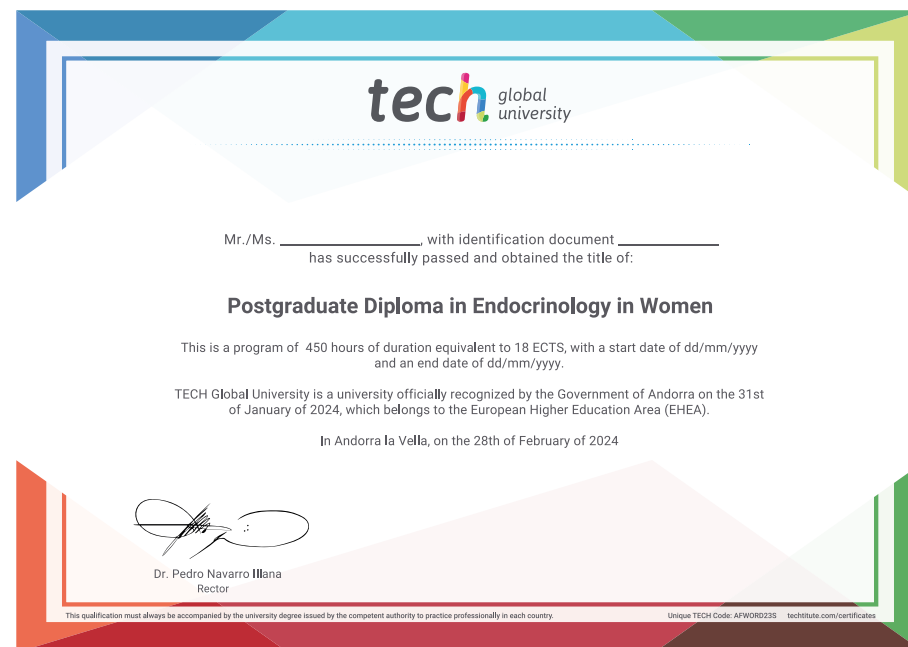 tech global university
Mr./Ms. ____________, with identification document ____________
has successfully passed and obtained the title of:
Postgraduate Diploma in Endocrinology in Women
This is a program of 450 hours of duration equivalent to 18 ECTS, with a start date of dd/mm/yyyy
and an end date of dd/mm/yyyy.
TECH Global University is a university officially recognized by the Government of Andorra on the 31st
of January of 2024, which belongs to the European Higher Education Area (EHEA).
In Andorra la Vella, on the 28th of February of 2024
Dr. Pedro Navarro Illana
Rector
This qualification must always be accompanied by the university degree issued by the competent authority to practice professionally in each country.
Unique TECH Code: AFWORD23S techtitute.com/certificates